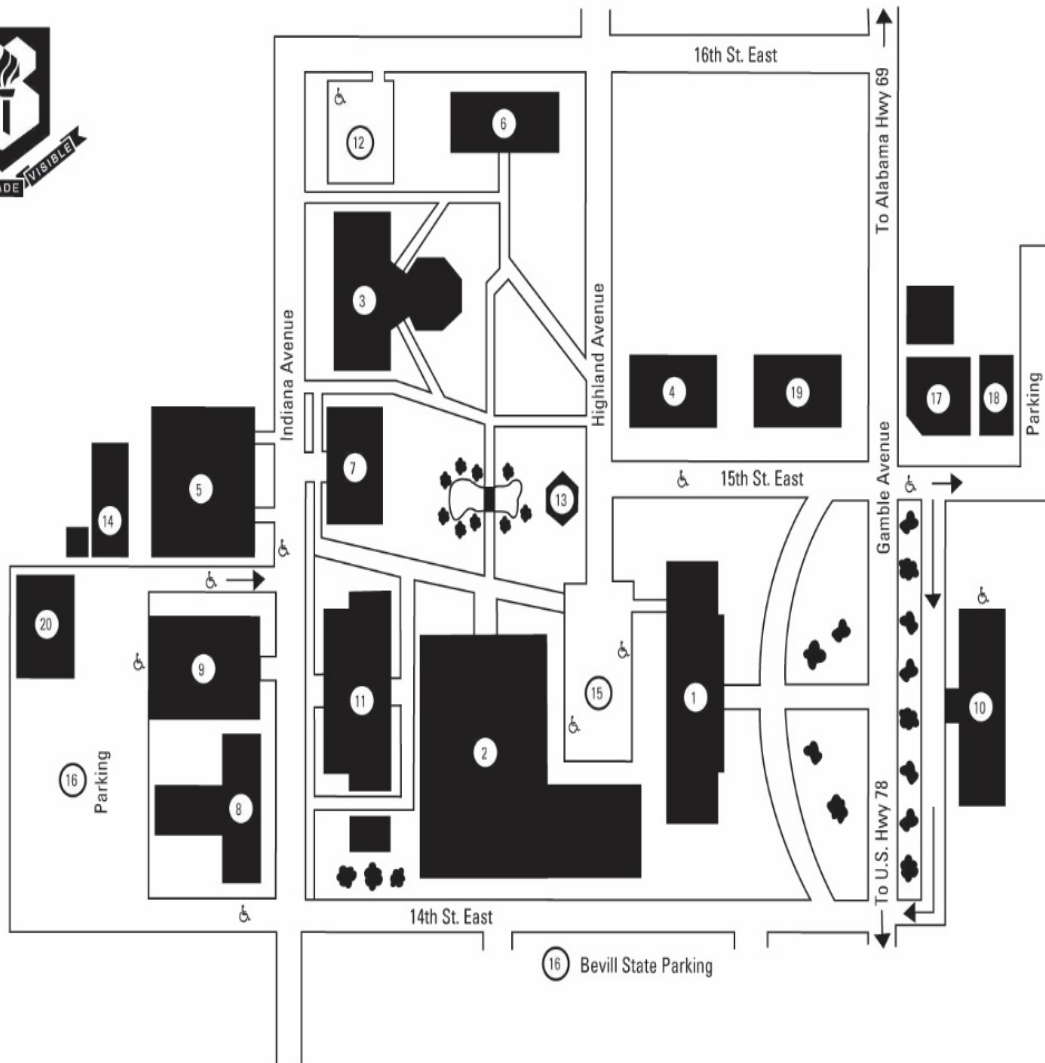 ADE VISIBLE
16th St. East
To Alabama Hwy 69
12
6
3
Indiana Avenue
Highland Avenue
4
19
17
18
Parking
5
7
14
13
15th St. East
Gamble Avenue
20
9
11
15
1
10
2
16
Parking
8
To U.S. Hwy 78
14th St. East
16 Bevill State Parking